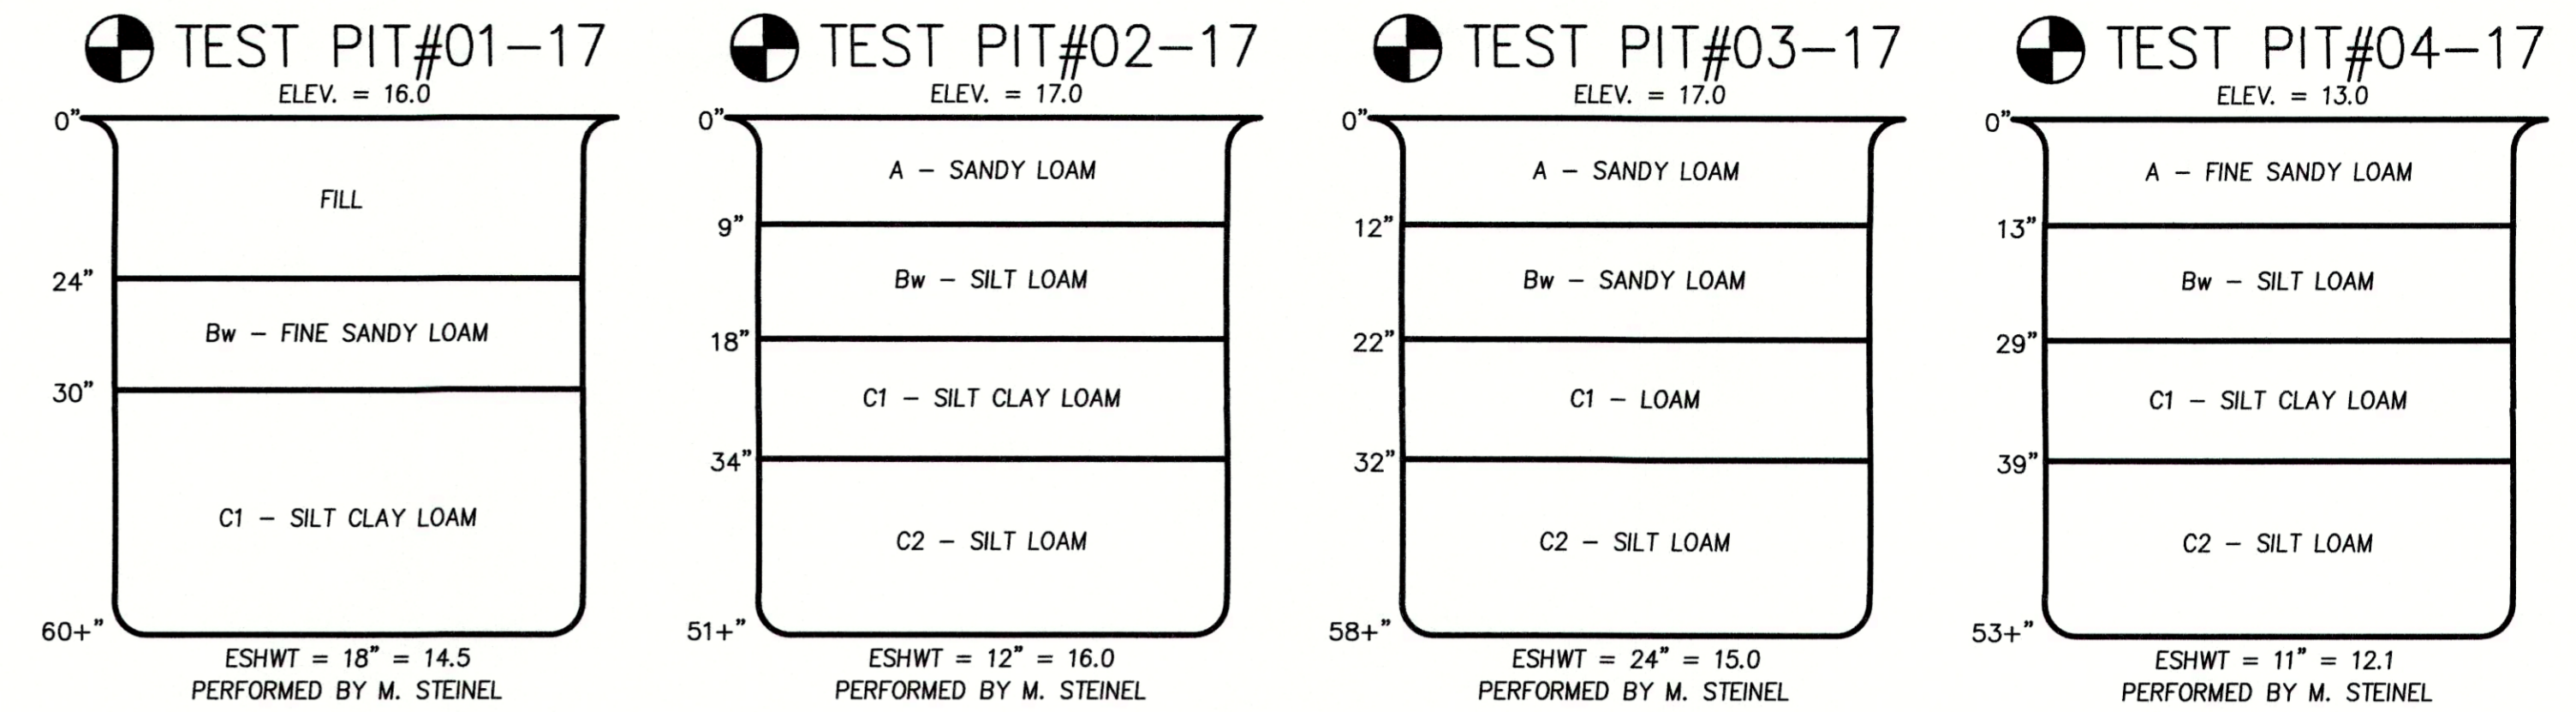 TEST PIT#01-17
ELEV. = 16.0
0"
FILL
24"
Bw - FINE SANDY LOAM
30"
C1 - SILT CLAY LOAM
60+"
ESHWT = 18" = 14.5
PERFORMED BY M. STEINEL
TEST PIT#02-17
ELEV. = 17.0
0"
A - SANDY LOAM
9"
Bw - SILT LOAM
18"
C1 - SILT CLAY LOAM
34"
C2 - SILT LOAM
51+"
ESHWT = 12" = 16.0
PERFORMED BY M. STEINEL
TEST PIT#03-17
ELEV. = 17.0
0"
A - SANDY LOAM
12"
Bw - SANDY LOAM
22"
C1 - LOAM
32"
C2 - SILT LOAM
58+"
ESHWT = 24" = 15.0
PERFORMED BY M. STEINEL
TEST PIT#04-17
ELEV. = 13.0
0"
A - FINE SANDY LOAM
13"
Bw - SILT LOAM
29"
C1 - SILT CLAY LOAM
39"
C2 - SILT LOAM
53+"
ESHWT = 11" = 12.1
PERFORMED BY M. STEINEL